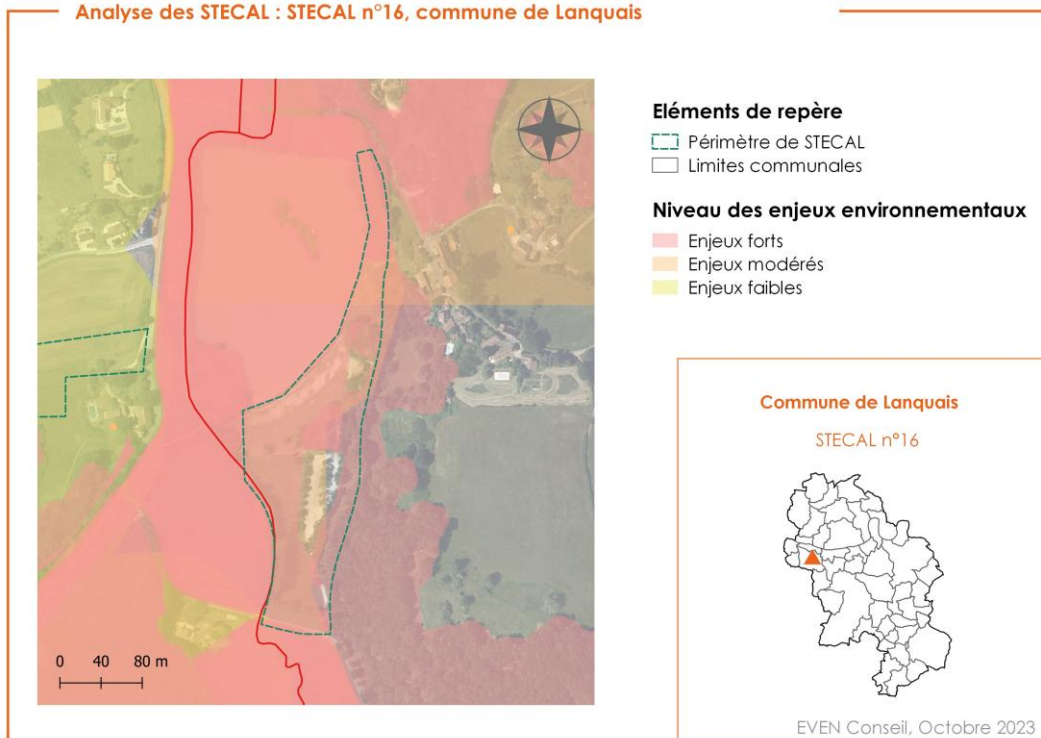 Analyse des STECAL : STECAL n°16, commune de Lanquais
Eléments de repère
Périmètre de STECAL
Limites communales
Niveau des enjeux environnementaux
Enjeux forts
Enjeux modérés
Enjeux faibles
0 40 80 m
Commune de Lanquais
STECAL n°16
EVEN Conseil, Octobre 2023